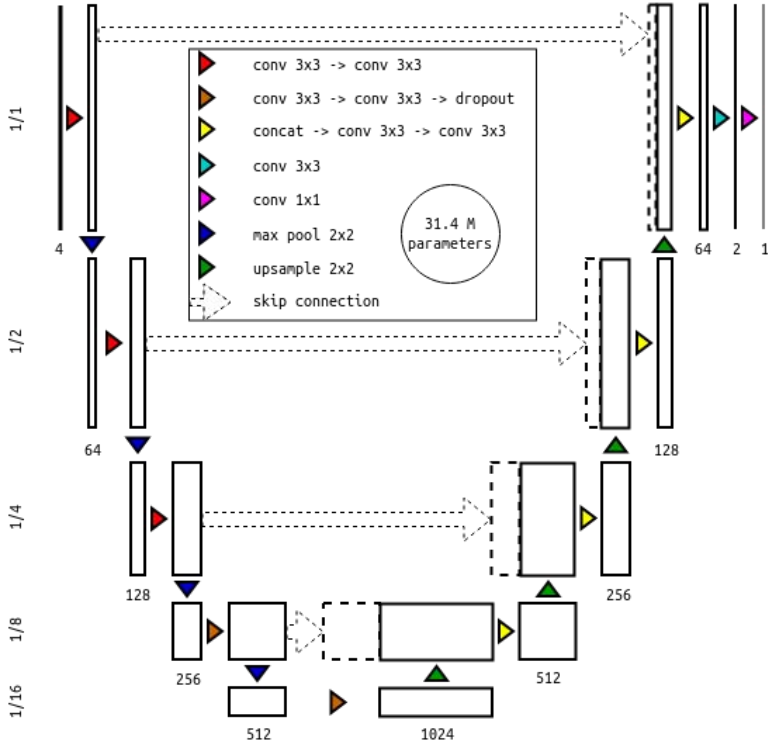 1/1
conv 3x3 -> conv 3x3
conv 3x3 -> conv 3x3 -> dropout
concat -> conv 3x3 -> conv 3x3
conv 3x3
conv 1x1
max pool 2x2
upsample 2x2
skip connection
31.4 M
parameters
4
64
2
1
1/2
64
128
1/4
128
256
1/8
256
512
1/16
512
1024